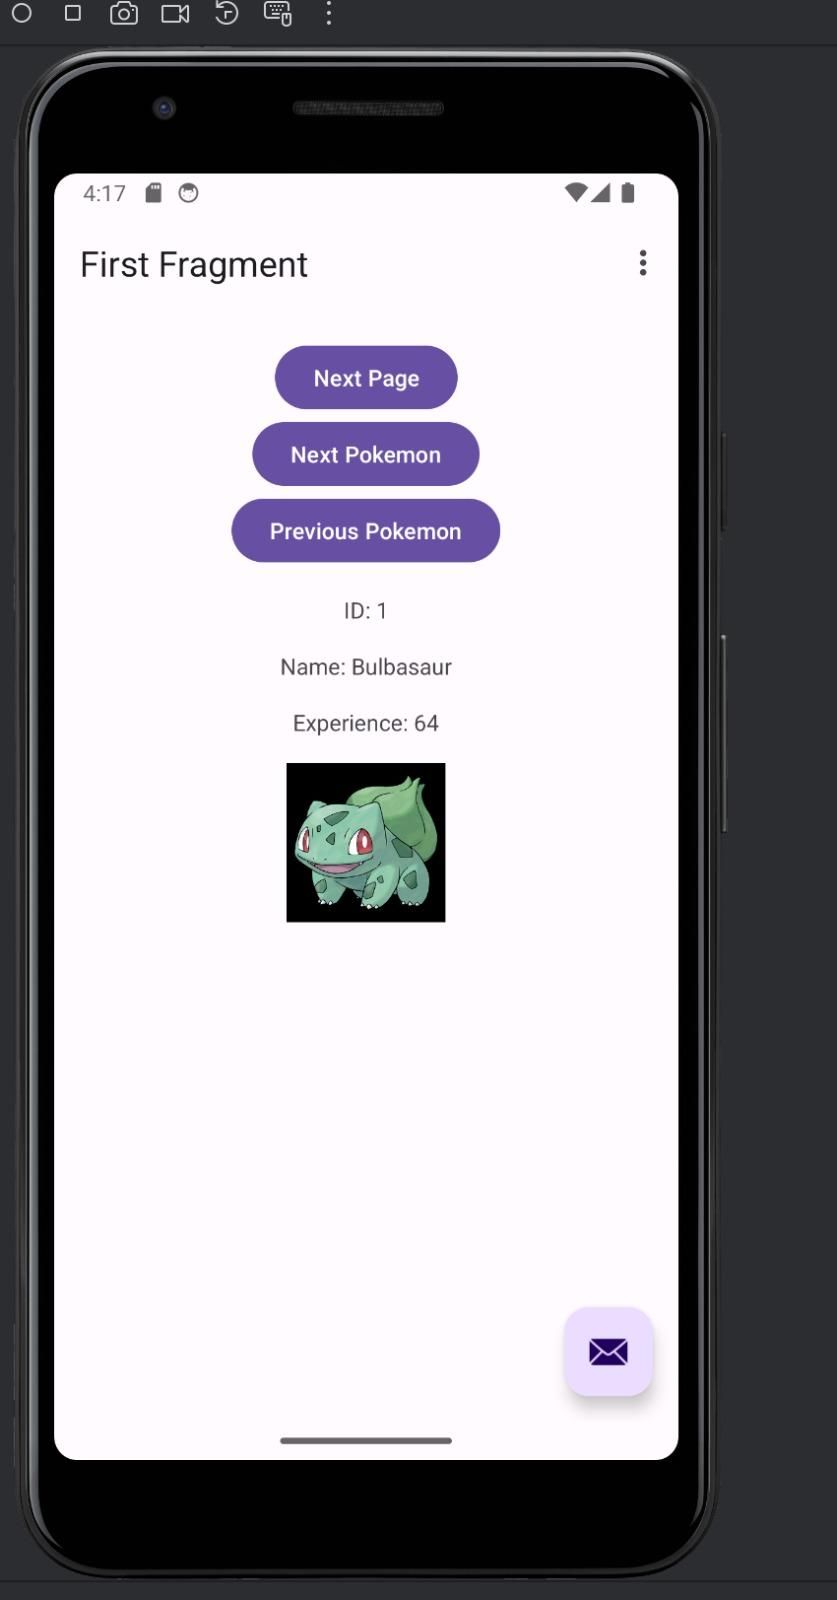 4:17
First Fragment
Next Page
Next Pokemon
Previous Pokemon
ID: 1
Name: Bulbasaur
Experience: 64